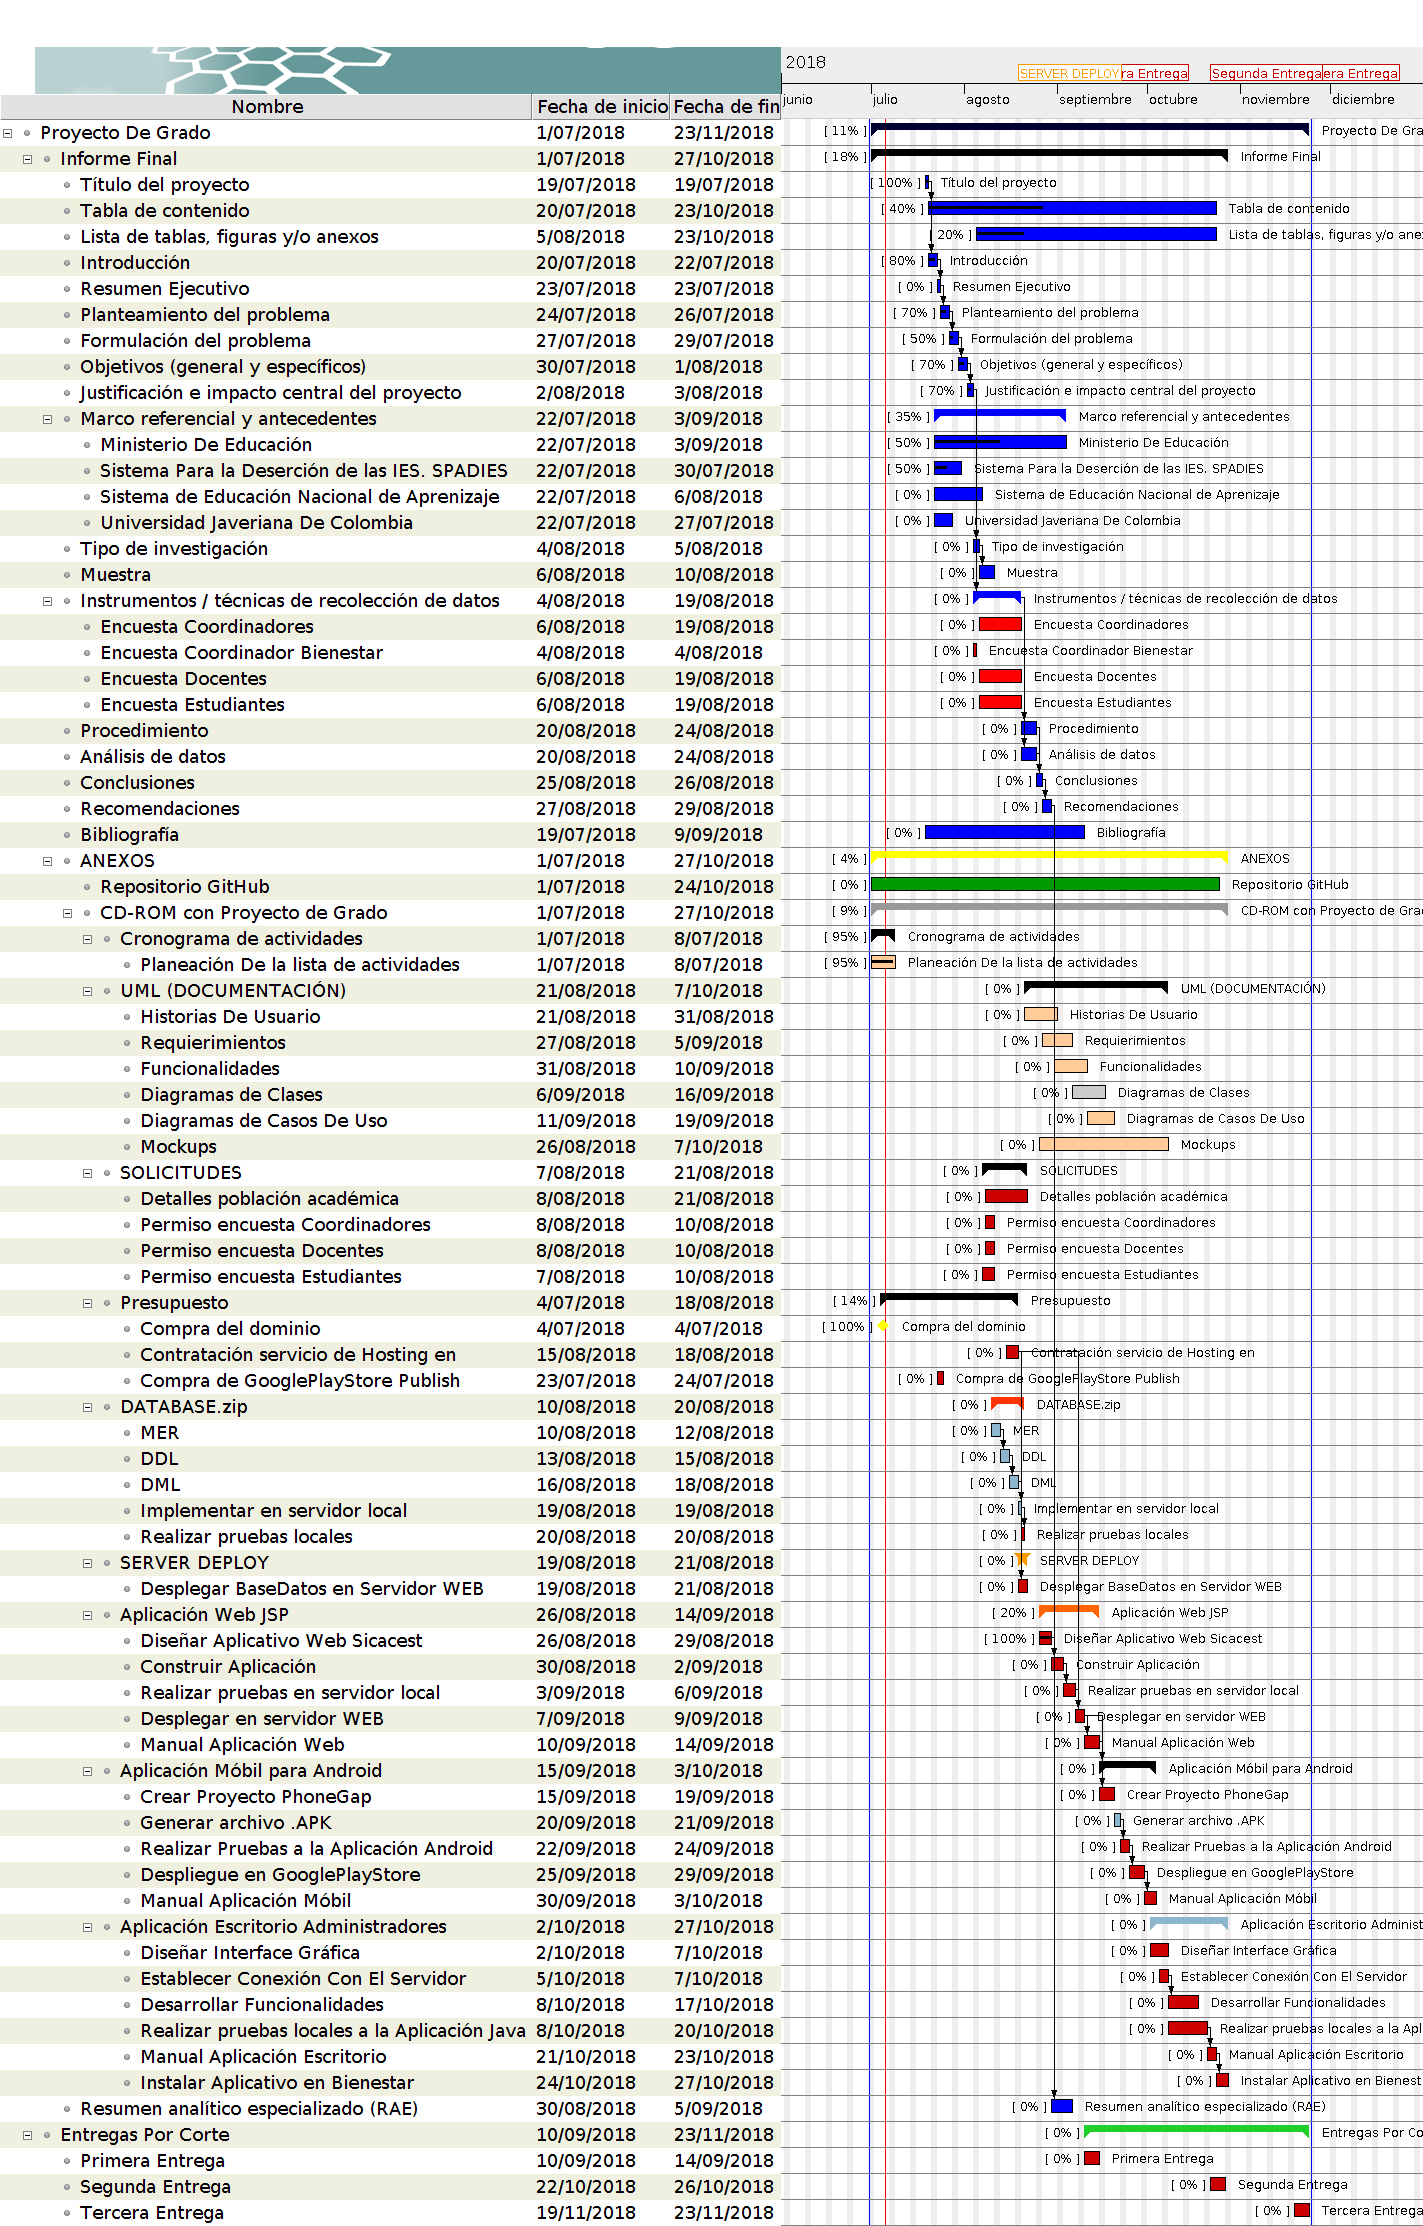 2018
SERVER DEPLOY ra Entrega Segunda Entrega era Entrega
Nombre Fecha de inicio Fecha de fin junio julio agosto septiembre octubre noviembre diciembre
Proyecto De Grado 1/07/2018 23/11/2018 [ 11% ] Proyecto De Gra
Informe Final 1/07/2018 27/10/2018 [ 18% ] Informe Final
Título del proyecto 19/07/2018 19/07/2018 [ 100% ] Título del proyecto
Tabla de contenido 20/07/2018 23/10/2018 [ 40% ] Tabla de contenido
Lista de tablas, figuras y/o anexos 5/08/2018 23/10/2018 [ 20% ] Lista de tablas, figuras y/o ane
Introducción 20/07/2018 22/07/2018 [ 80% ] Introducción
Resumen Ejecutivo 23/07/2018 23/07/2018 [ 0% ] Resumen Ejecutivo
Planteamiento del problema 24/07/2018 26/07/2018 [ 70% ] Planteamiento del problema
Formulación del problema 27/07/2018 29/07/2018 [ 50% ] Formulación del problema
Objetivos (general y específicos) 30/07/2018 1/08/2018 [ 70% ] Objetivos (general y específicos)
Justificación e impacto central del proyecto 2/08/2018 3/08/2018 [ 70% ] Justificación e impacto central del proyecto
Marco referencial y antecedentes 22/07/2018 3/09/2018 [ 35% ] Marco referencial y antecedentes
Ministerio De Educación 22/07/2018 3/09/2018 [ 50% ] Ministerio De Educación
Sistema Para la Deserción de las IES. SPADIES 22/07/2018 30/07/2018 [ 50% ] Sistema Para la Deserción de las IES. SPADIES
Sistema de Educación Nacional de Aprenizaje 22/07/2018 6/08/2018 [ 0% ] Sistema de Educación Nacional de Aprenizaje
Universidad Javeriana De Colombia 22/07/2018 27/07/2018 [ 0% ] Universidad Javeriana De Colombia
Tipo de investigación 4/08/2018 5/08/2018 [ 0% ] Tipo de investigación
Muestra 6/08/2018 10/08/2018 [ 0% ] Muestra
Instrumentos / técnicas de recolección de datos 4/08/2018 19/08/2018 [ 0% ] Instrumentos / técnicas de recolección de datos
Encuesta Coordinadores 6/08/2018 19/08/2018 [ 0% ] Encuesta Coordinadores
Encuesta Coordinador Bienestar 4/08/2018 4/08/2018 [ 0% ] Encuesta Coordinador Bienestar
Encuesta Docentes 6/08/2018 19/08/2018 [ 0% ] Encuesta Docentes
Encuesta Estudiantes 6/08/2018 19/08/2018 [ 0% ] Encuesta Estudiantes
Procedimiento 20/08/2018 24/08/2018 [ 0% ] Procedimiento
Análisis de datos 20/08/2018 24/08/2018 [ 0% ] Análisis de datos
Conclusiones 25/08/2018 26/08/2018 [ 0% ] Conclusiones
Recomendaciones 27/08/2018 29/08/2018 [ 0% ] Recomendaciones
Bibliografía 19/07/2018 9/09/2018 [ 0% ] Bibliografía
ANEXOS 1/07/2018 27/10/2018 [ 4% ] ANEXOS
Repositorio GitHub 1/07/2018 24/10/2018 [ 0% ] Repositorio GitHub
CD-ROM con Proyecto de Grado 1/07/2018 27/10/2018 [ 9% ] CD-ROM con Proyecto de Gra
Cronograma de actividades 1/07/2018 8/07/2018 [ 95% ] Cronograma de actividades
Planeación De la lista de actividades 1/07/2018 8/07/2018 [ 95% ] Planeación De la lista de actividades
UML (DOCUMENTACIÓN) 21/08/2018 7/10/2018 [ 0% ] UML (DOCUMENTACIÓN)
Historias De Usuario 21/08/2018 31/08/2018 [ 0% ] Historias De Usuario
Requierimientos 27/08/2018 5/09/2018 [ 0% ] Requierimientos
Funcionalidades 31/08/2018 10/09/2018 [ 0% ] Funcionalidades
Diagramas de Clases 6/09/2018 16/09/2018 [ 0% ] Diagramas de Clases
Diagramas de Casos De Uso 11/09/2018 19/09/2018 [ 0% ] Diagramas de Casos De Uso
Mockups 26/08/2018 7/10/2018 [ 0% ] Mockups
SOLICITUDES 7/08/2018 21/08/2018 [ 0% ] SOLICITUDES
Detalles población académica 8/08/2018 21/08/2018 [ 0% ] Detalles población académica
Permiso encuesta Coordinadores 8/08/2018 10/08/2018 [ 0% ] Permiso encuesta Coordinadores
Permiso encuesta Docentes 8/08/2018 10/08/2018 [ 0% ] Permiso encuesta Docentes
Permiso encuesta Estudiantes 7/08/2018 10/08/2018 [ 0% ] Permiso encuesta Estudiantes
Presupuesto 4/07/2018 18/08/2018 [ 14% ] Presupuesto
Compra del dominio 4/07/2018 4/07/2018 [ 100% ] Compra del dominio
Contratación servicio de Hosting en 15/08/2018 18/08/2018 [ 0% ] Contratación servicio de Hosting en
Compra de GooglePlayStore Publish 23/07/2018 24/07/2018 [ 0% ] Compra de GooglePlayStore Publish
DATABASE.zip 10/08/2018 20/08/2018 [ 0% ] DATABASE.zip
MER 10/08/2018 12/08/2018 [ 0% ] MER
DDL 13/08/2018 15/08/2018 [ 0% ] DDL
DML 16/08/2018 18/08/2018 [ 0% ] DML
Implementar en servidor local 19/08/2018 19/08/2018 [ 0% ] Implementar en servidor local
Realizar pruebas locales 20/08/2018 20/08/2018 [ 0% ] Realizar pruebas locales
SERVER DEPLOY 19/08/2018 21/08/2018 [ 0% ] SERVER DEPLOY
Desplegar BaseDatos en Servidor WEB 19/08/2018 21/08/2018 [ 0% ] Desplegar BaseDatos en Servidor WEB
Aplicación Web JSP 26/08/2018 14/09/2018 [ 20% ] Aplicación Web JSP
Diseñar Aplicativo Web Sicacest 26/08/2018 29/08/2018 [ 100% ] Diseñar Aplicativo Web Sicacest
Construir Aplicación 30/08/2018 2/09/2018 [ 0% ] Construir Aplicación
Realizar pruebas en servidor local 3/09/2018 6/09/2018 [ 0% ] Realizar pruebas en servidor local
Desplegar en servidor WEB 7/09/2018 9/09/2018 [ 0% ] Desplegar en servidor WEB
Manual Aplicación Web 10/09/2018 14/09/2018 [ 0% ] Manual Aplicación Web
Aplicación Móbil para Android 15/09/2018 3/10/2018 [ 0% ] Aplicación Móbil para Android
Crear Proyecto PhoneGap 15/09/2018 19/09/2018 [ 0% ] Crear Proyecto PhoneGap
Generar archivo .APK 20/09/2018 21/09/2018 [ 0% ] Generar archivo .APK
Realizar Pruebas a la Aplicación Android 22/09/2018 24/09/2018 [ 0% ] Realizar Pruebas a la Aplicación Android
Despliegue en GooglePlayStore 25/09/2018 29/09/2018 [ 0% ] Despliegue en GooglePlayStore
Manual Aplicación Móbil 30/09/2018 3/10/2018 [ 0% ] Manual Aplicación Móbil
Aplicación Escritorio Administradores 2/10/2018 27/10/2018 [ 0% ] Aplicación Escritorio Administ
Diseñar Interface Gráfica 2/10/2018 7/10/2018 [ 0% ] Diseñar Interface Gráfica
Establecer Conexión Con El Servidor 5/10/2018 7/10/2018 [ 0% ] Establecer Conexión Con El Servidor
Desarrollar Funcionalidades 8/10/2018 17/10/2018 [ 0% ] Desarrollar Funcionalidades
Realizar pruebas locales a la Aplicación Java 8/10/2018 20/10/2018 [ 0% ] Realizar pruebas locales a la Apl
Manual Aplicación Escritorio 21/10/2018 23/10/2018 [ 0% ] Manual Aplicación Escritorio
Instalar Aplicativo en Bienestar 24/10/2018 27/10/2018 [ 0% ] Instalar Aplicativo en Bienest
Resumen analítico especializado (RAE) 30/08/2018 5/09/2018 [ 0% ] Resumen analítico especializado (RAE)
Entregas Por Corte 10/09/2018 23/11/2018 [ 0% ] Entregas Por Co
Primera Entrega 10/09/2018 14/09/2018 [ 0% ] Primera Entrega
Segunda Entrega 22/10/2018 26/10/2018 [ 0% ] Segunda Entrega
Tercera Entrega 19/11/2018 23/11/2018 [ 0% ] Tercera Entrega